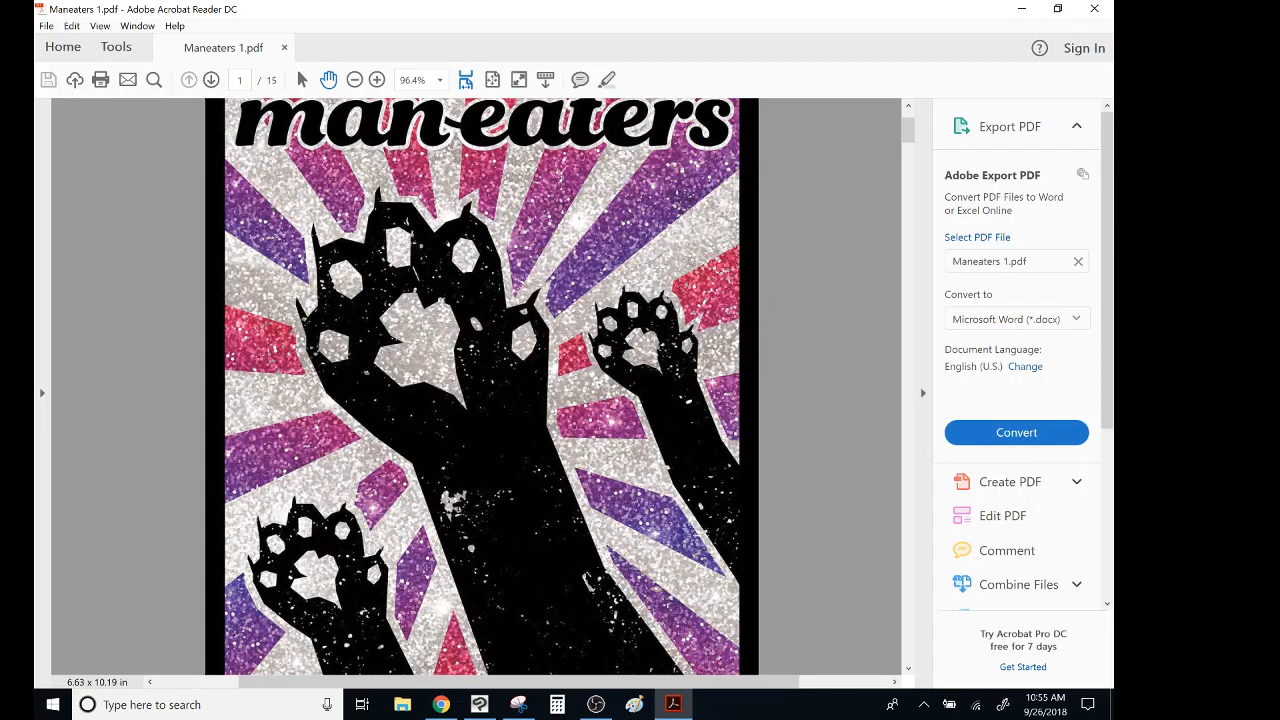 Maneaters 1.pdf - Adobe Acrobat Reader DC
File Edit View Window Help
Home Tools Maneaters 1.pdf × Sign In
1 / 15 96.4%
man-eaters
Export PDF
Adobe Export PDF
Convert PDF Files to Word
or Excel Online
Select PDF File
Maneaters 1.pdf
Convert to
Microsoft Word (*.docx)
Document Language:
English (U.S.) Change
Convert
Create PDF
Edit PDF
Comment
Combine Files
Try Acrobat Pro DC
free for 7 days
Get Started
6.63 x 10.19 in
Type here to search
10:55 AM
9/26/2018